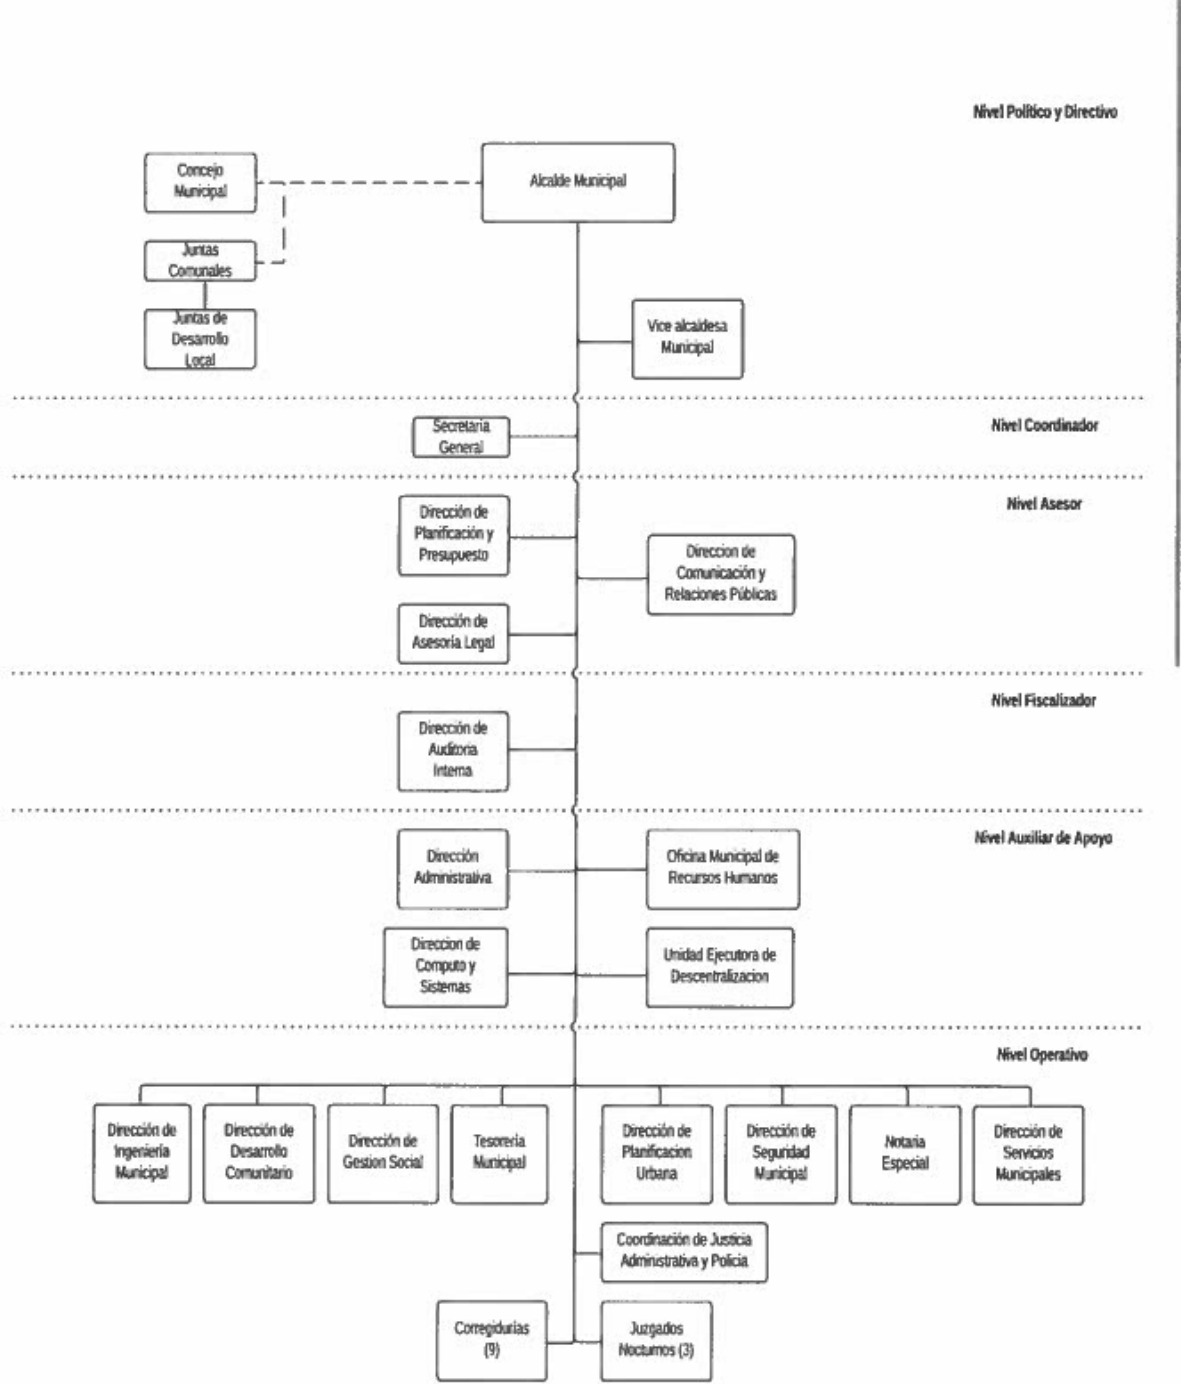 Nivel Político y Directivo
Concejo
Municipal
Alcalde Municipal
Juntas
Comunales
Juntas de
Desarrollo
Local
Vice alcaldesa
Municipal
Nivel Coordinador
Secretaria
General
Nivel Asesor
Dirección de
Planificación y
Presupuesto
Direccion de
Comunicación y
Relaciones Públicas
Dirección de
Asesoría Legal
Nivel Fiscalizador
Dirección de
Auditoria
Interna
Nivel Auxiliar de Apoyo
Dirección
Administrativa
Oficina Municipal de
Recursos Humanos
Direccion de
Computo y
Sistemas
Unidad Ejecutora de
Descentralizacion
Nivel Operativo
Dirección de
Ingeniería
Municipal
Dirección de
Desarrollo
Comunitario
Dirección de
Gestion Social
Tesorería
Municipal
Dirección de
Planificacion
Urbana
Dirección de
Seguridad
Municipal
Notaria
Especial
Dirección de
Servicios
Municipales
Coordinación de Justicia
Administrativa y Policia
Corregidurias
(9)
Juzgados
Nocturnos (3)